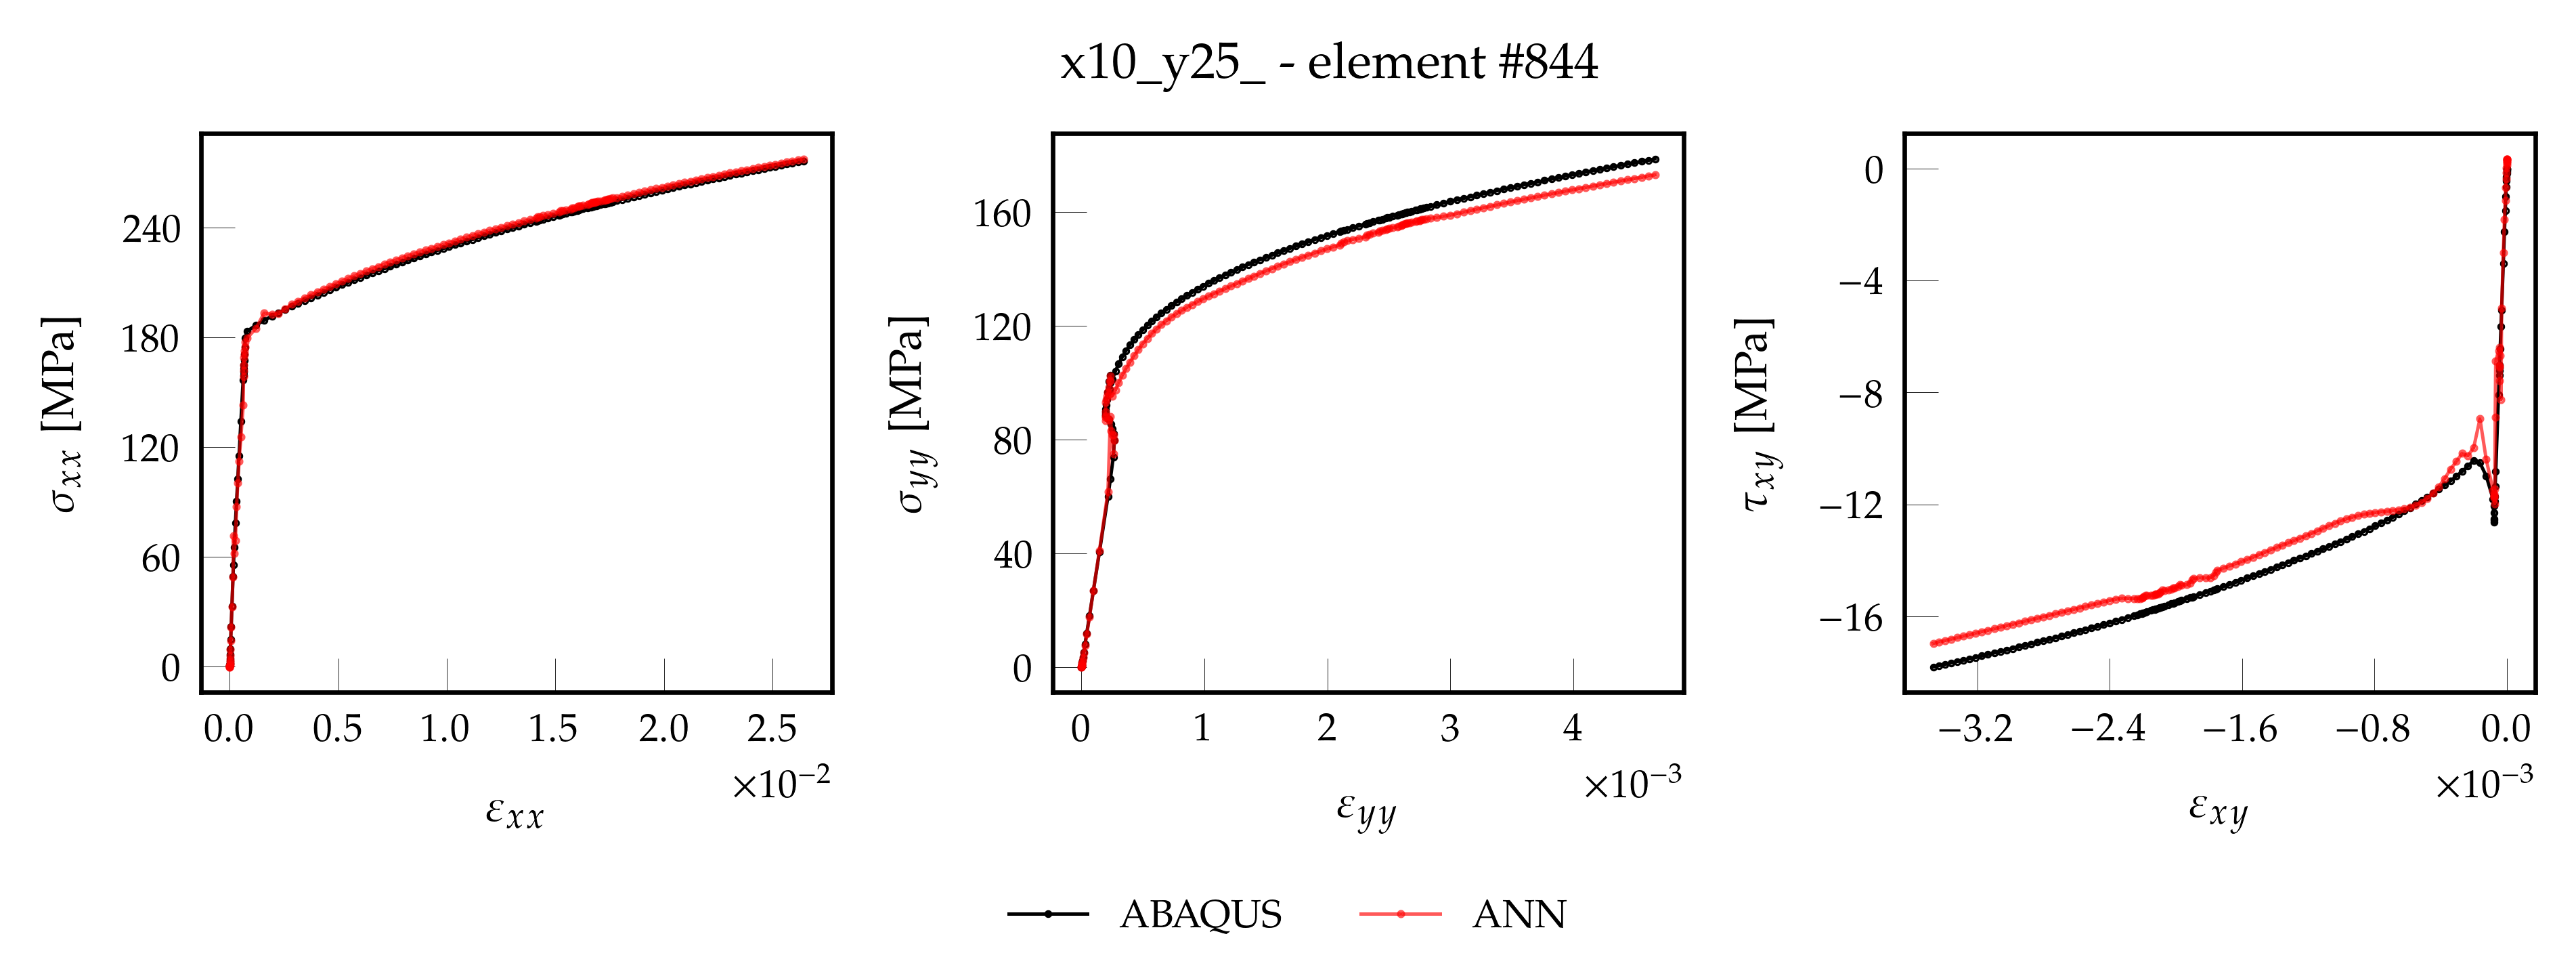 x10_y25_ - element #844
σxx [MPa]
240
180
120
60
0
0.0 0.5 1.0 1.5 2.0 2.5
×10−2
εxx
σyy [MPa]
160
120
80
40
0
0 1 2 3 4
×10−3
εyy
τxy [MPa]
0
−4
−8
−12
−16
−3.2 −2.4 −1.6 −0.8 0.0
×10−3
εxy
ABAQUS ANN